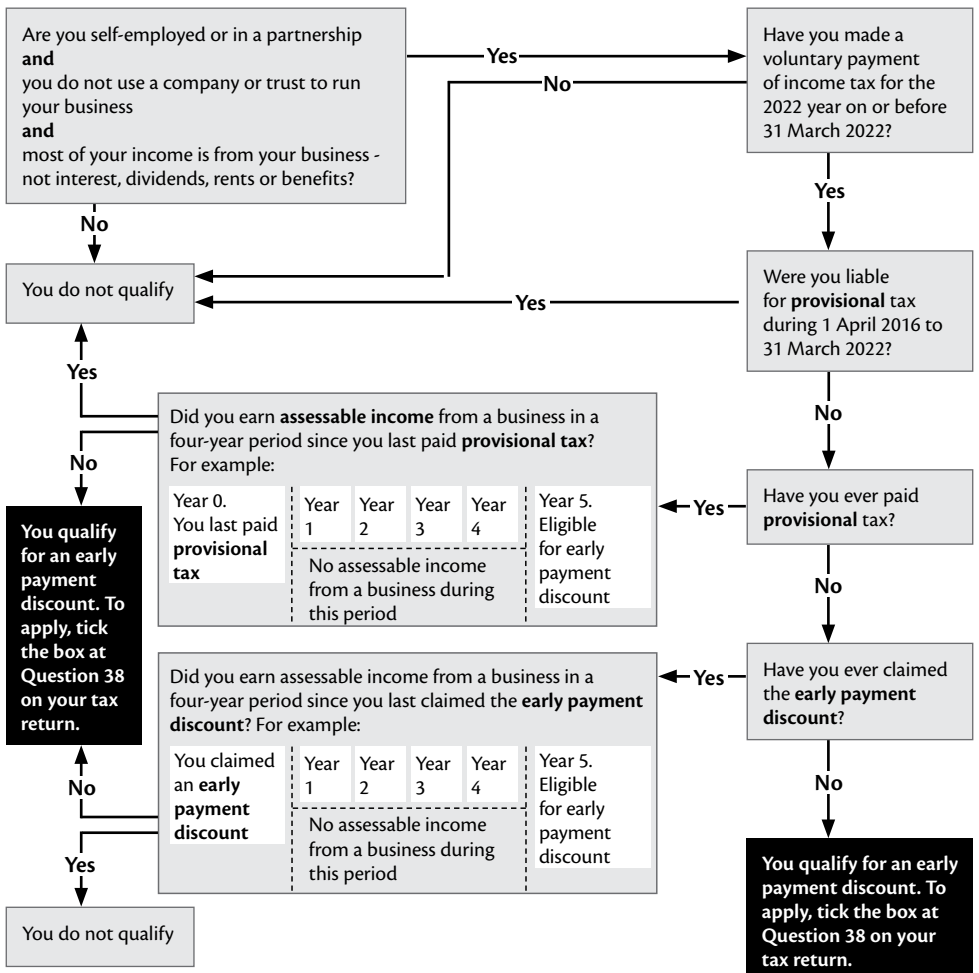 Are you self-employed or in a partnership
and
you do not use a company or trust to run
your business
and
most of your income is from your business -
not interest, dividends, rents or benefits?
Yes
No
Have you made a
voluntary payment
of income tax for the
2022 year on or before
31 March 2022?
No
Yes
You do not qualify
Yes
Were you liable
for provisional tax
during 1 April 2016 to
31 March 2022?
Yes
No
Did you earn assessable income from a business in a
four-year period since you last paid provisional tax?
For example:
Year 0.
You last paid
provisional
tax
Year
1
Year
2
Year
3
Year
4
No assessable income
from a business during
this period
Year 5.
Eligible
for early
payment
discount
Yes
Have you ever paid
provisional tax?
No
No
You qualify
for an early
payment
discount. To
apply, tick
the box at
Question 38
on your tax
return.
Did you earn assessable income from a business in a
four-year period since you last claimed the early payment
discount? For example:
You claimed
an early
payment
discount
Year
1
Year
2
Year
3
Year
4
No assessable income
from a business during
this period
Year 5.
Eligible
for early
payment
discount
Yes
Have you ever claimed
the early payment
discount?
No
No
Yes
You do not qualify
You qualify for an early
payment discount. To
apply, tick the box at
Question 38 on your
tax return.